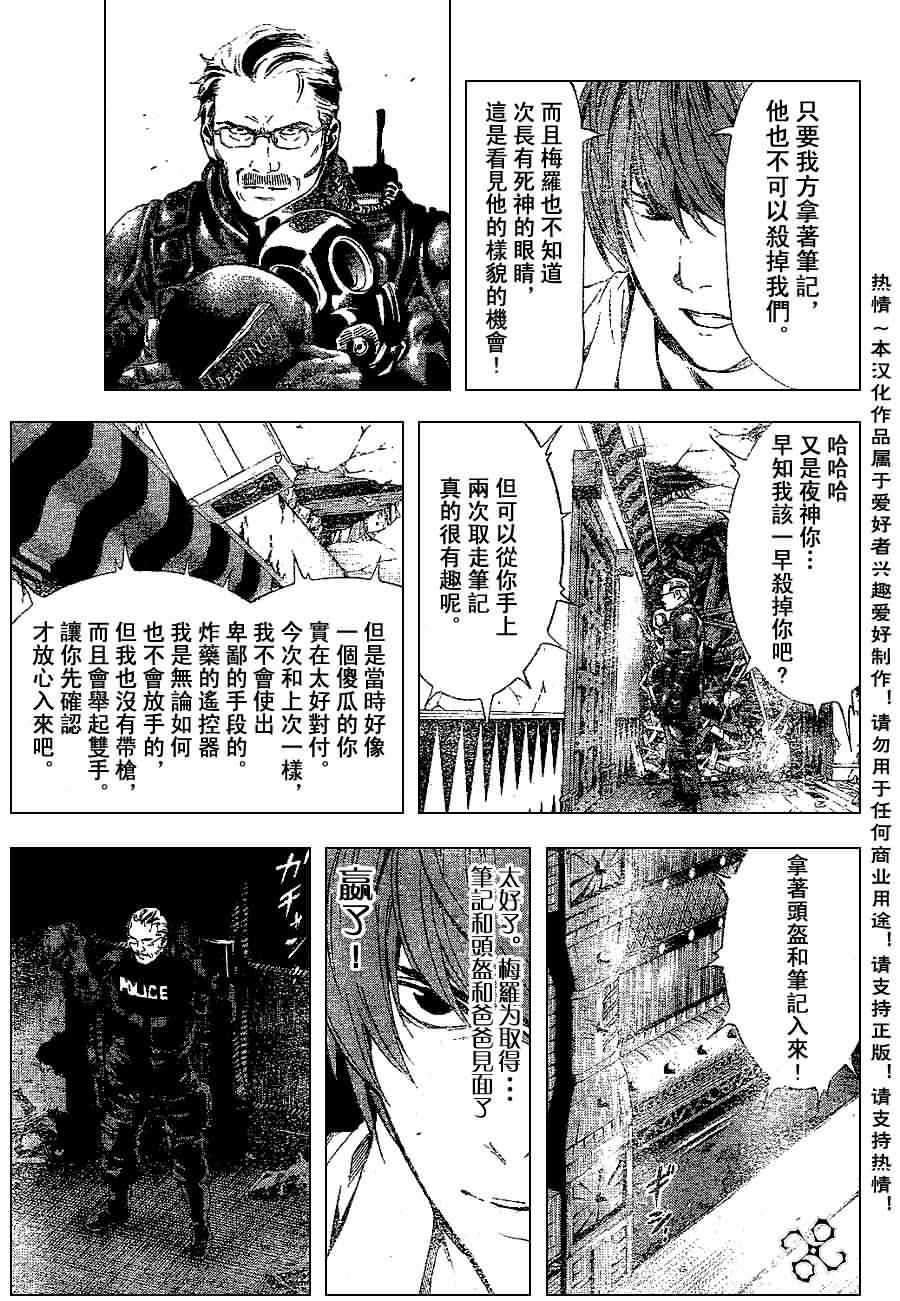 只要我方拿著筆記，
他也不可以殺掉我們。
而且梅羅也不知道
次長有死神的眼睛，
這是看見他的樣貌的機會！
哈哈哈
又是夜神你…
早知我該一早殺掉你吧？
但可以從你手上
兩次取走筆記
真的很有趣呢。
但是當時好像
一個傻瓜的你
實在太好對付。
今次和上次一樣，
我不會使出
卑鄙的手段的。
炸藥的遙控器
我是無論如何
也不會放手的，
但我也沒有帶槍，
而且會舉起雙手。
讓你先確認
才放心入來吧。
拿著頭盔和筆記入來！
ギ…
太好了。梅羅为取得…
筆記和頭盔和爸爸見面了
赢了！
ガチャン
POLICE
热情～本汉化作品属于爱好者兴趣爱好制作！请勿用于任何商业用途！请支持正版！请支持热情！